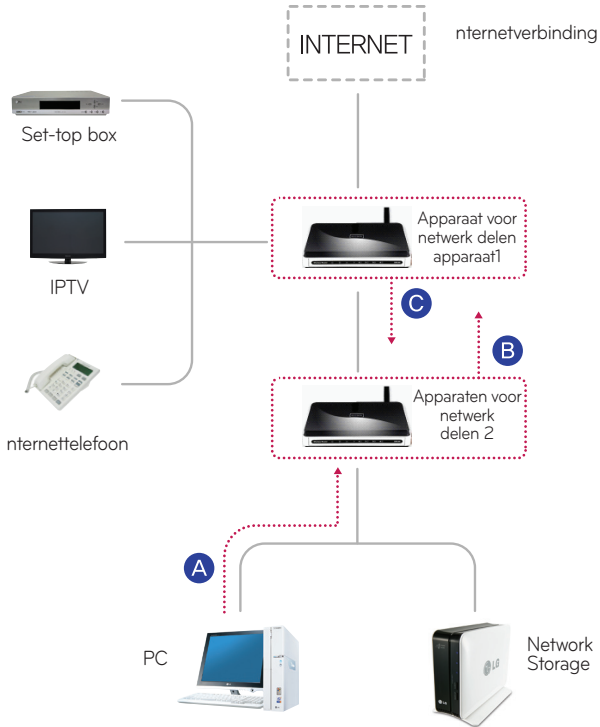 INTERNET
nternetverbinding
Set-top box
Apparaat voor
netwerk delen
apparaat1
IPTV
C
B
Apparaten voor
netwerk
delen 2
nternettelefoon
A
PC
Network
Storage
LG